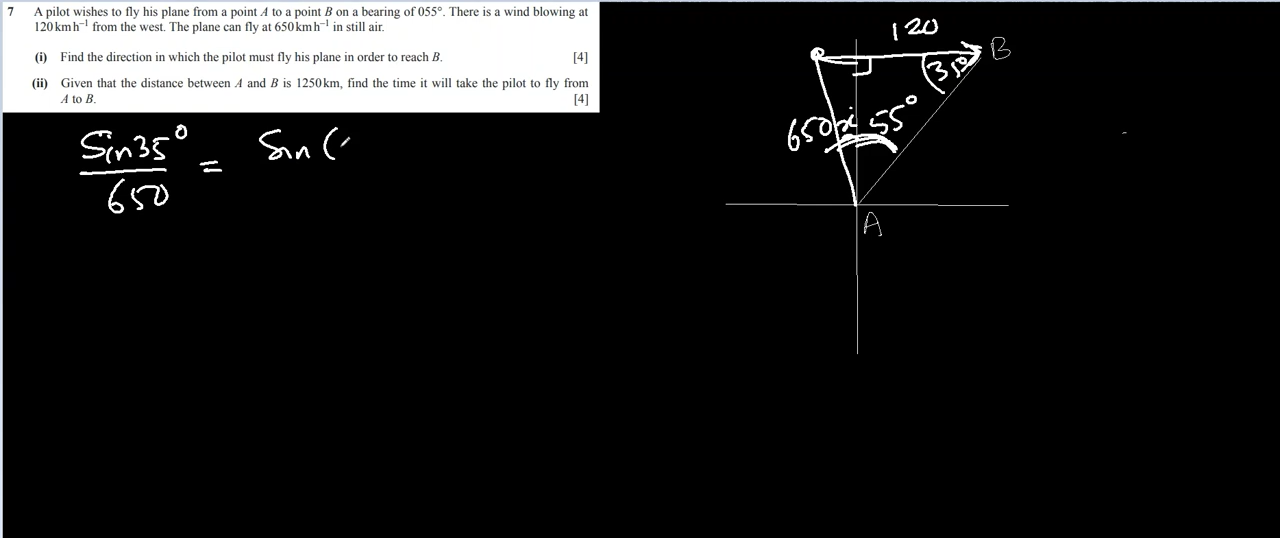 7 A pilot wishes to fly his plane from a point A to a point B on a bearing of 055°. There is a wind blowing at
120 km h⁻¹ from the west. The plane can fly at 650 km h⁻¹ in still air.
(i) Find the direction in which the pilot must fly his plane in order to reach B. [4]
(ii) Given that the distance between A and B is 1250 km, find the time it will take the pilot to fly from
A to B. [4]
Sin35° = Sin (
650
120
B
35°
650 x 55°
A